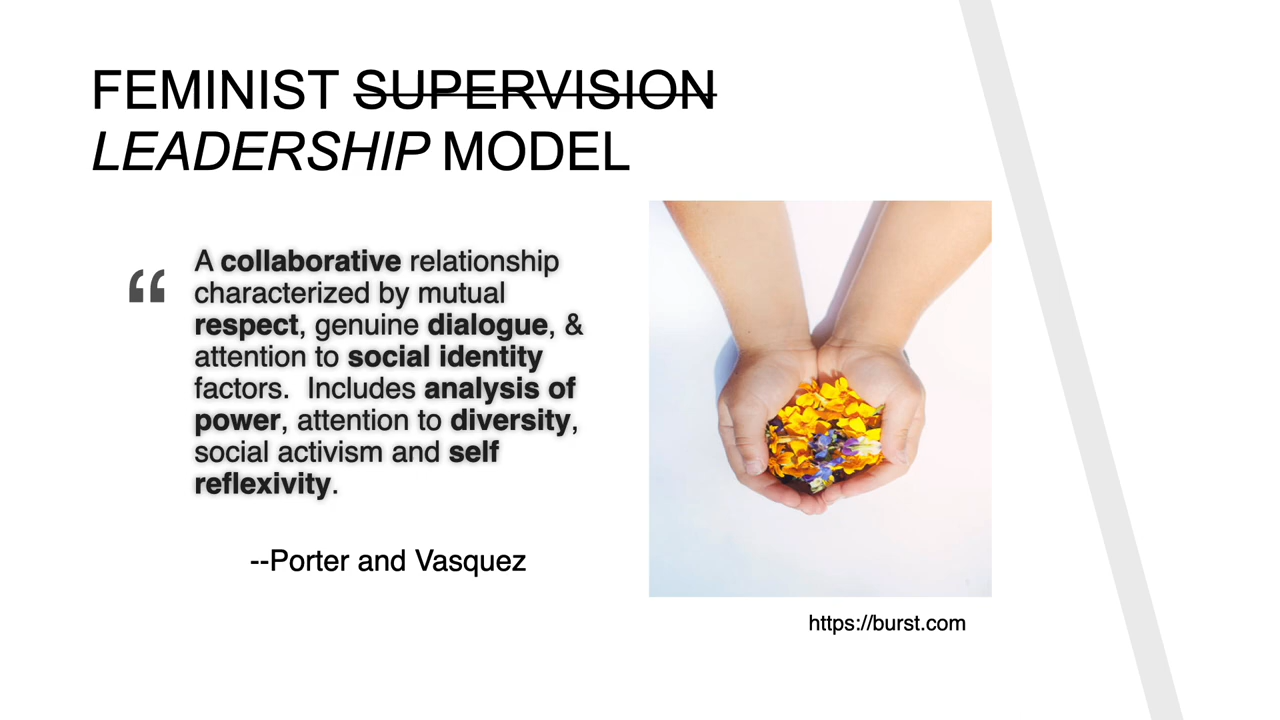 FEMINIST SUPERVISION
LEADERSHIP MODEL
“
A collaborative relationship
characterized by mutual
respect, genuine dialogue, &
attention to social identity
factors.  Includes analysis of
power, attention to diversity,
social activism and self
reflexivity.
--Porter and Vasquez
https://burst.com